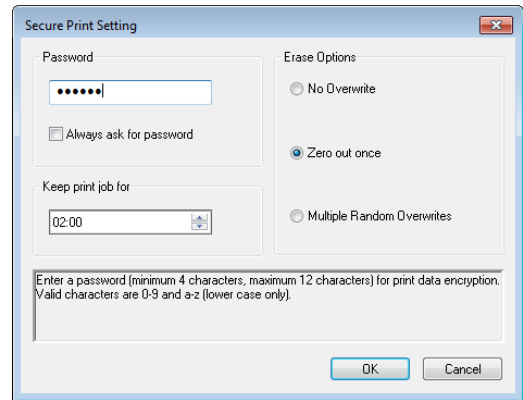 Secure Print Setting
Password
••••••
Always ask for password
Keep print job for
02:00
Erase Options
No Overwrite
Zero out once
Multiple Random Overwrites
Enter a password (minimum 4 characters, maximum 12 characters) for print data encryption.
Valid characters are 0-9 and a-z (lower case only).
OK
Cancel